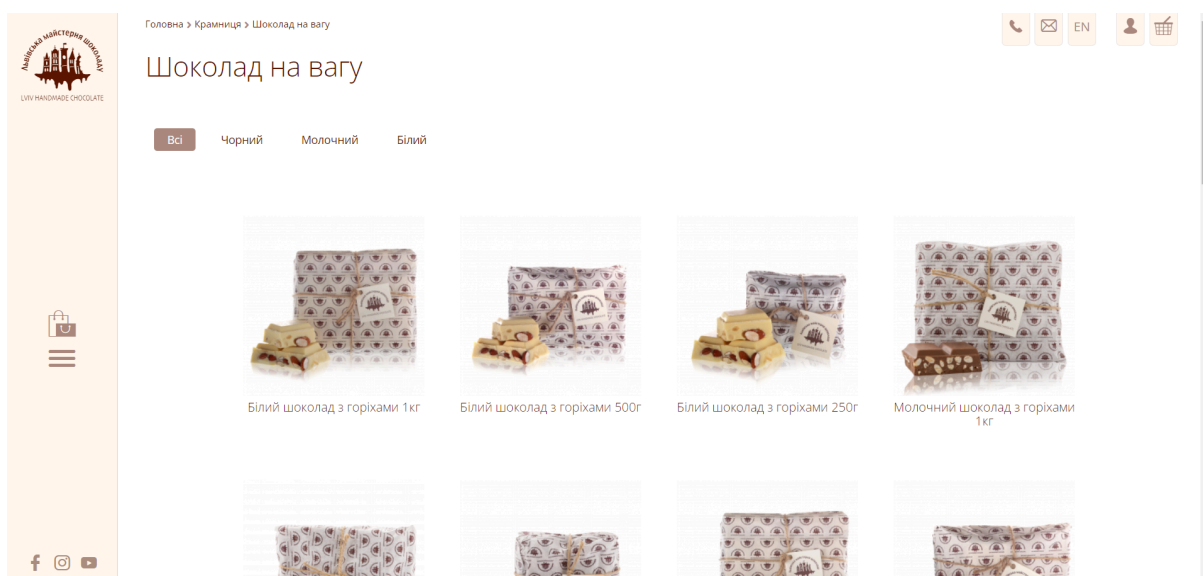 Львівська майстерня шоколаду
LVIV HANDMADE CHOCOLATE
Головна > Крамниця > Шоколад на вагу
EN
Шоколад на вагу
Всі
Чорний
Молочний
Білий
Білий шоколад з горіхами 1кг
Білий шоколад з горіхами 500г
Білий шоколад з горіхами 250г
Молочний шоколад з горіхами
1кг